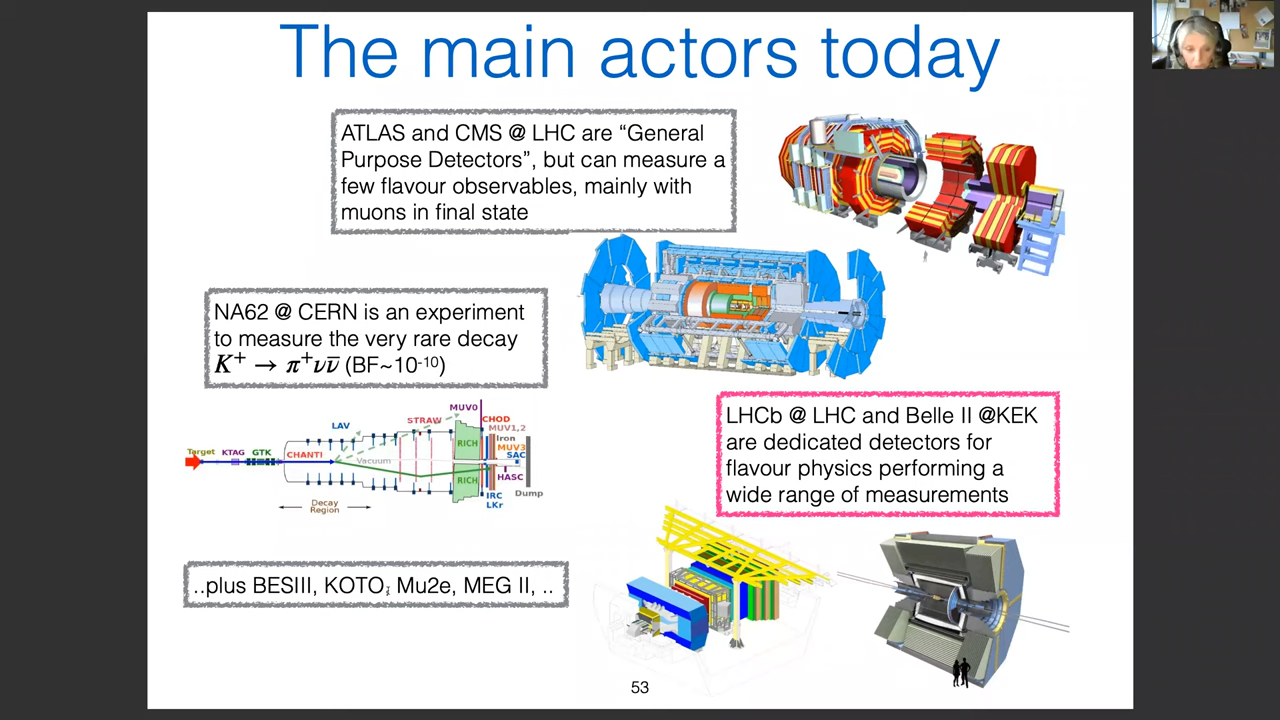 The main actors today
ATLAS and CMS @ LHC are “General
Purpose Detectors”, but can measure a
few flavour observables, mainly with
muons in final state
NA62 @ CERN is an experiment
to measure the very rare decay
K⁺ → π⁺νν̅ (BF~10⁻¹⁰)
MUV0
LAV
STRAW
CHOD
MUV1,2
Iron
MUV3
SAC
RICH
Target
KTAG
GTK
CHANTI
Vacuum
RICH
HASC
IRC
LKr
Dump
Decay
Region
LHCb @ LHC and Belle II @KEK
are dedicated detectors for
flavour physics performing a
wide range of measurements
..plus BESIII, KOTO, Mu2e, MEG II, ..
53